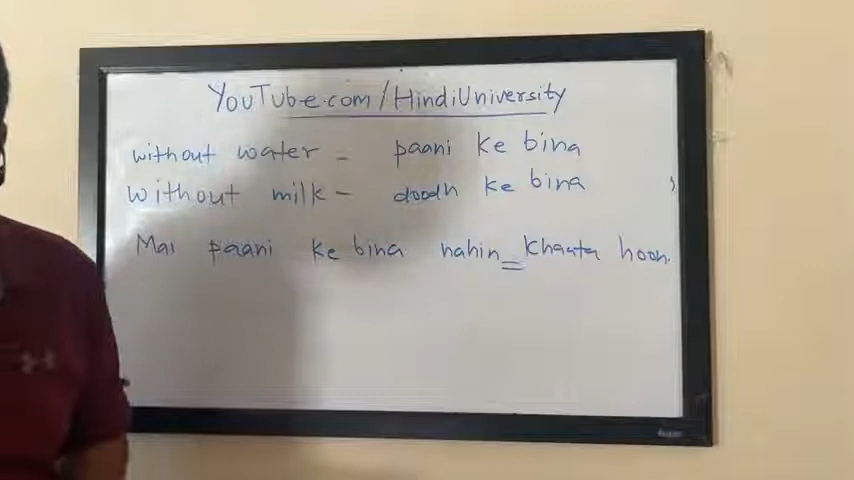 YouTube.com/HindiUniversity
without water - paani ke bina
without milk - doodh ke bina
Mai paani ke bina nahin khaata hoon.